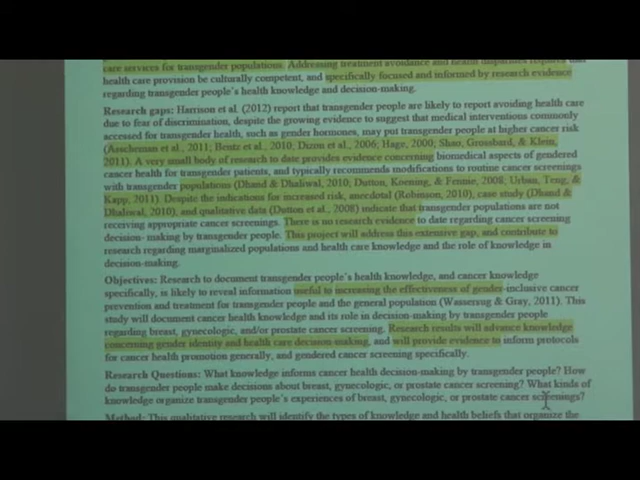 care services for transgender populations. Addressing treatment avoidance and health disparities requires that
health care provision be culturally competent, and specifically focused and informed by research evidence
regarding transgender people's health knowledge and decision-making.
Research gaps: Harrison et al. (2012) report that transgender people are likely to report avoiding health care
due to fear of discrimination, despite the growing evidence to suggest that medical interventions commonly
accessed for transgender health, such as gender hormones, may put transgender people at higher cancer risk
(Asscheman et al., 2011; Bentz et al., 2010; Dizon et al., 2006; Hage, 2000; Shao, Grossbard, & Klein,
2011). A very small body of research to date provides evidence concerning biomedical aspects of gendered
cancer health for transgender patients, and typically recommends modifications to routine cancer screenings
with transgender populations (Dhand & Dhaliwal, 2010; Dutton, Koening, & Fennie, 2008, Urban, Teng, &
Kapp, 2011). Despite the indications for increased risk, anecdotal (Robinson, 2010), case study (Dhand &
Dhaliwal, 2010), and qualitative data (Dutton et al., 2008) indicate that transgender populations are not
receiving appropriate cancer screenings. There is no research evidence to date regarding cancer screening
decision- making by transgender people. This project will address this extensive gap, and contribute to
research regarding marginalized populations and health care knowledge and the role of knowledge in
decision-making.
Objectives: Research to document transgender people's health knowledge, and cancer knowledge
specifically, is likely to reveal information useful to increasing the effectiveness of gender-inclusive cancer
prevention and treatment for transgender people and the general population (Wasserug & Gray, 2011). This
study will document cancer health knowledge and its role in decision-making by transgender people
regarding breast, gynecologic, and/or prostate cancer screening. Research results will advance knowledge
concerning gender identity and health care decision-making, and will provide evidence to inform protocols
for cancer health promotion generally, and gendered cancer screening specifically.
Research Questions: What knowledge informs cancer health decision-making by transgender people? How
do transgender people make decisions about breast, gynecologic, or prostate cancer screening? What kinds of
knowledge organize transgender people's experiences of breast, gynecologic, or prostate cancer screenings?
Method: This qualitative research will identify the types of knowledge and health beliefs that organize the